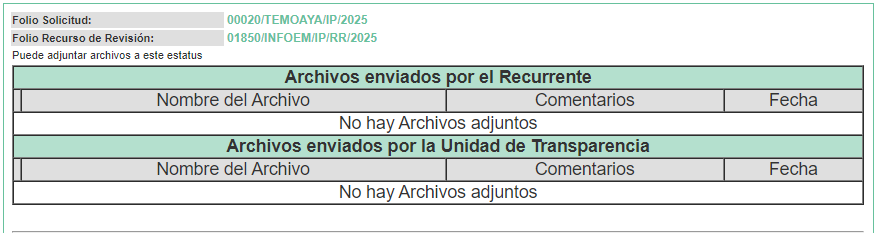 Folio Solicitud: 00020/TEMOAYA/IP/2025
Folio Recurso de Revisión: 01850/INFOEM/IP/RR/2025
Puede adjuntar archivos a este estatus
Archivos enviados por el Recurrente
Nombre del Archivo Comentarios Fecha
No hay Archivos adjuntos
Archivos enviados por la Unidad de Transparencia
Nombre del Archivo Comentarios Fecha
No hay Archivos adjuntos